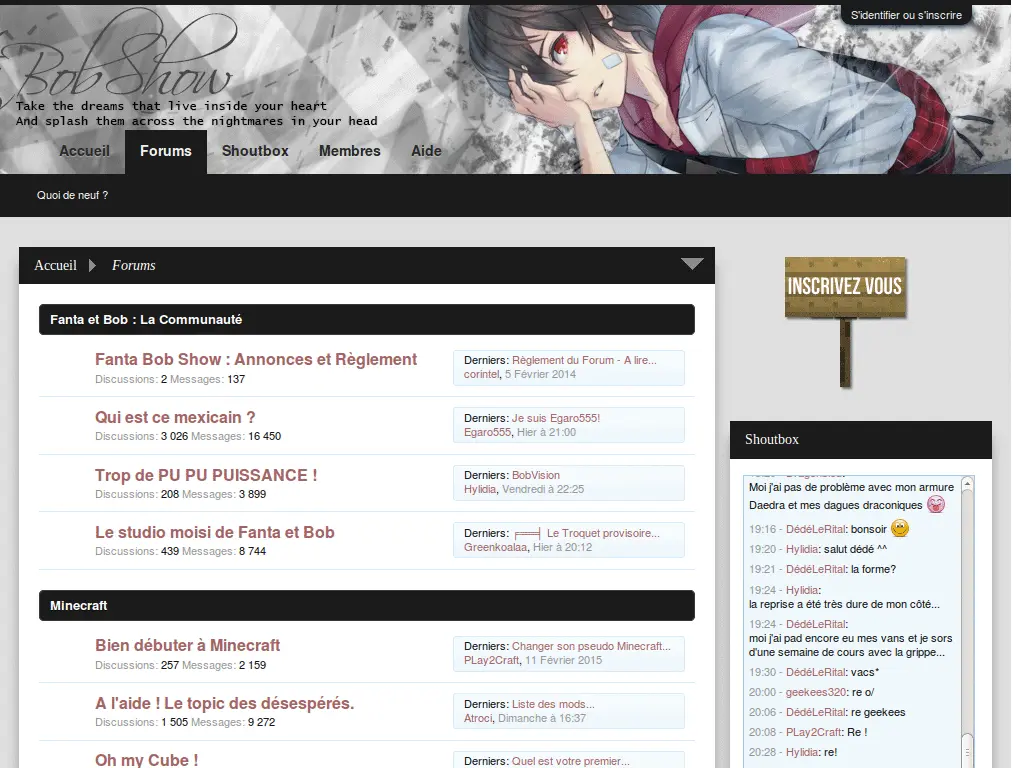 S'identifier ou s'inscrire
BobShow
Take the dreams that live inside your heart
And splash them across the nightmares in your head
Accueil Forums Shoutbox Membres Aide
Quoi de neuf ?
Accueil Forums
Fanta et Bob : La Communauté
Fanta Bob Show : Annonces et Règlement
Discussions: 2 Messages: 137
Derniers: Règlement du Forum - A lire...
corintel, 5 Février 2014
Qui est ce mexicain ?
Discussions: 3 026 Messages: 16 450
Derniers: Je suis Egaro555!
Egaro555, Hier à 21:00
Trop de PU PU PUISSANCE !
Discussions: 208 Messages: 3 899
Derniers: BobVision
Hylidia, Vendredi à 22:25
Le studio moisi de Fanta et Bob
Discussions: 439 Messages: 8 744
Derniers: ╒══╡ Le Troquet provisoire...
Greenkoalaa, Hier à 20:12
Minecraft
Bien débuter à Minecraft
Discussions: 257 Messages: 2 159
Derniers: Changer son pseudo Minecraft...
PLay2Craft, 11 Février 2015
A l'aide ! Le topic des désespérés.
Discussions: 1 505 Messages: 9 272
Derniers: Liste des mods...
Atroci, Dimanche à 16:37
Oh my Cube !
Derniers: Quel est votre premier...
INSCRIVEZ VOUS
Shoutbox
Moi j'ai pas de problème avec mon armure
Daedra et mes dagues draconiques
19:16 - DédéLeRital: bonsoir
19:20 - Hylidia: salut dédé ^^
19:21 - DédéLeRital: la forme?
19:24 - Hylidia:
la reprise a été très dure de mon côté...
19:24 - DédéLeRital:
moi j'ai pad encore eu mes vans et je sors
d'une semaine de cours avec la grippe...
19:30 - DédéLeRital: vacs*
20:00 - geekees320: re o/
20:06 - DédéLeRital: re geekees
20:08 - PLay2Craft: Re !
20:28 - Hylidia: re!